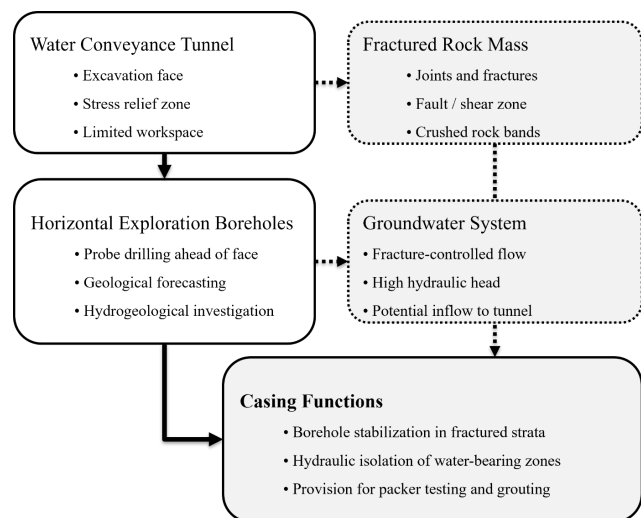 Water Conveyance Tunnel
• Excavation face
• Stress relief zone
• Limited workspace
Fractured Rock Mass
• Joints and fractures
• Fault / shear zone
• Crushed rock bands
Horizontal Exploration Boreholes
• Probe drilling ahead of face
• Geological forecasting
• Hydrogeological investigation
Groundwater System
• Fracture-controlled flow
• High hydraulic head
• Potential inflow to tunnel
Casing Functions
• Borehole stabilization in fractured strata
• Hydraulic isolation of water-bearing zones
• Provision for packer testing and grouting